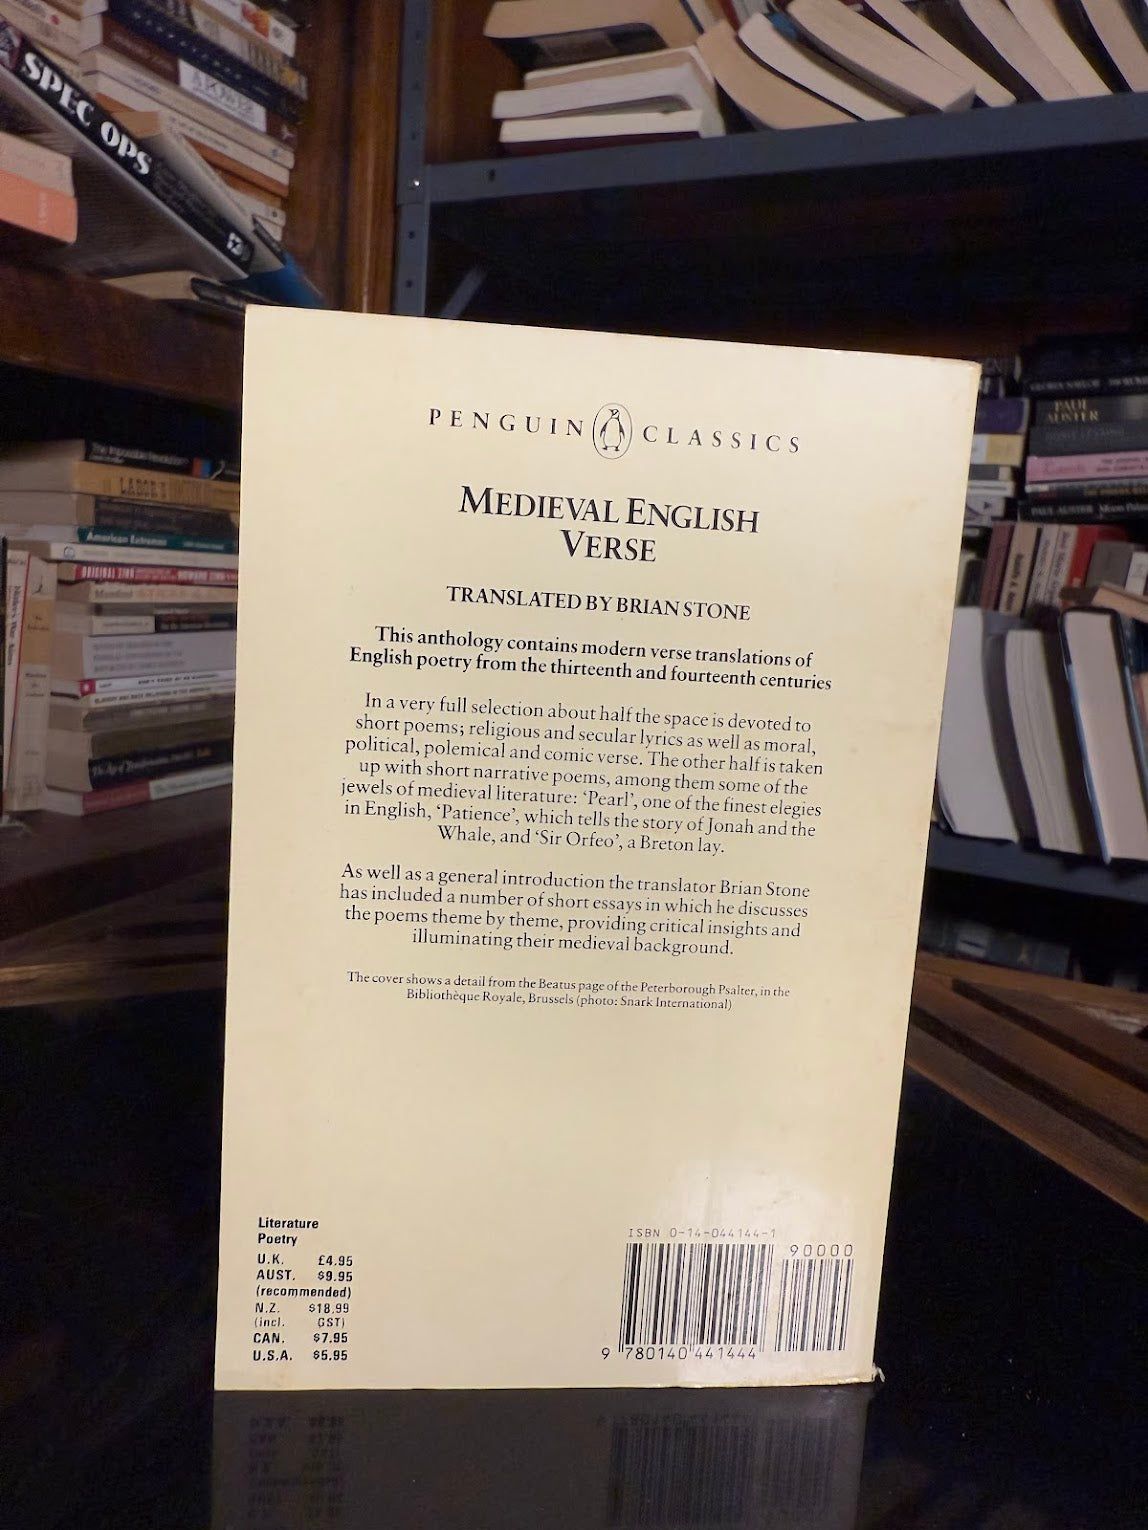 SPEC OPS
PENGUIN CLASSICS
MEDIEVAL ENGLISH
VERSE
TRANSLATED BY BRIAN STONE
This anthology contains modern verse translations of
English poetry from the thirteenth and fourteenth centuries
In a very full selection about half the space is devoted to
short poems; religious and secular lyrics as well as moral,
political, polemical and comic verse. The other half is taken
up with short narrative poems, among them some of the
jewels of medieval literature: ‘Pearl’, one of the finest elegies
in English, ‘Patience’, which tells the story of Jonah and the
Whale, and ‘Sir Orfeo’, a Breton lay.
As well as a general introduction the translator Brian Stone
has included a number of short essays in which he discusses
the poems theme by theme, providing critical insights and
illuminating their medieval background.
The cover shows a detail from the Beatus page of the Peterborough Psalter, in the
Bibliothèque Royale, Brussels (photo: Snark International)
Literature
Poetry
U.K. £4.95
AUST. $9.95
(recommended)
N.Z. $18.99
(incl. GST)
CAN. $7.95
U.S.A. $5.95
ISBN 0-14-044144-1
90000
9 780140 441444
American Extremes
PAUL
AUSTER
PAUL AUSTER